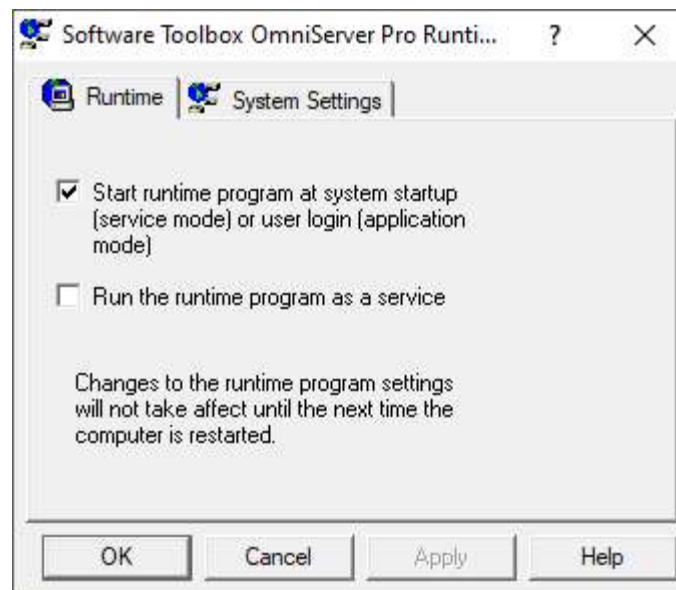 Software Toolbox OmniServer Pro Runti...
Runtime
System Settings
Start runtime program at system startup
(service mode) or user login (application
mode)
Run the runtime program as a service
Changes to the runtime program settings
will not take affect until the next time the
computer is restarted.
OK
Cancel
Apply
Help